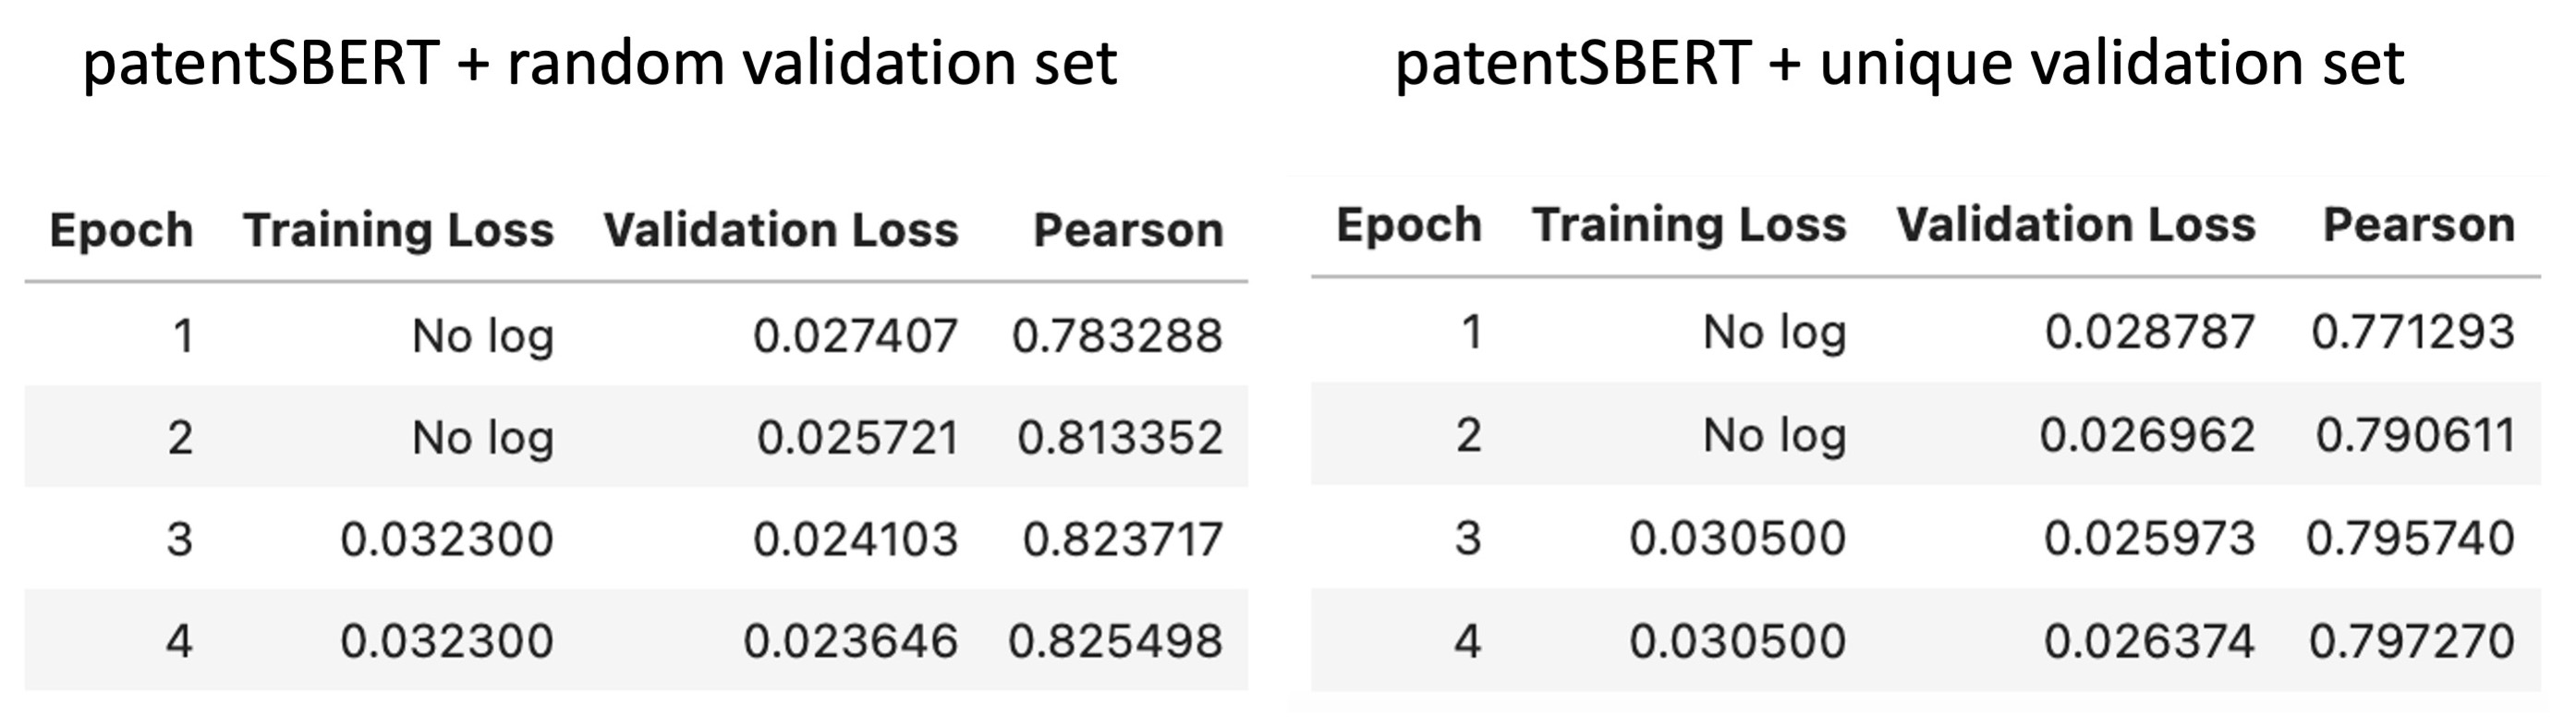 patentSBERT + random validation set
Epoch Training Loss Validation Loss Pearson
1 No log 0.027407 0.783288
2 No log 0.025721 0.813352
3 0.032300 0.024103 0.823717
4 0.032300 0.023646 0.825498
patentSBERT + unique validation set
Epoch Training Loss Validation Loss Pearson
1 No log 0.028787 0.771293
2 No log 0.026962 0.790611
3 0.030500 0.025973 0.795740
4 0.030500 0.026374 0.797270